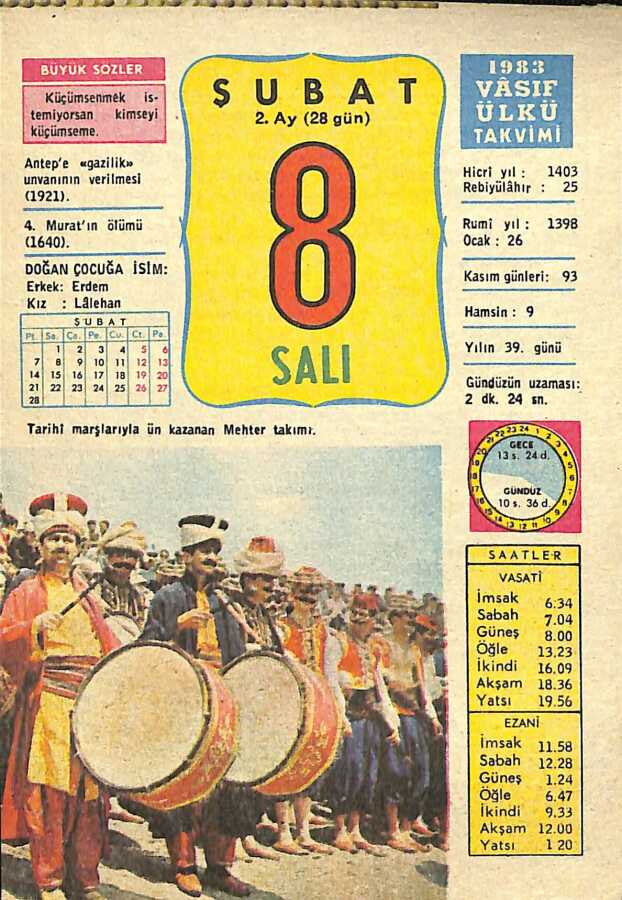 BÜYÜK SÖZLER
Küçümsenmek is-
temiyorsan kimseyi
küçümseme.
Antep'e «gazilik»
unvanının verilmesi
(1921).
4. Murat'ın ölümü
(1640).
DOĞAN ÇOCUĞA İSİM:
Erkek: Erdem
Kız : Lâlehan
ŞUBAT
Pt. Sa. Ça. Pe. Cu. Ct. Pa.
1 2 3 4 5 6
7 8 9 10 11 12 13
14 15 16 17 18 19 20
21 22 23 24 25 26 27
28
ŞUBAT
2. Ay (28 gün)
8
SALI
1983
VÂSIF
ÜLKÜ
TAKVİMİ
Hicrî yıl : 1403
Rebiyülâhır : 25
Rumî yıl : 1398
Ocak : 26
Kasım günleri: 93
Hamsin : 9
Yılın 39. günü
Gündüzün uzaması:
2 dk. 24 sn.
Tarihî marşlarıyla ün kazanan Mehter takımı.
GECE
13 s. 24 d.
GÜNDÜZ
10 s. 36 d.
SAATLER
VASATİ
İmsak 6.34
Sabah 7.04
Güneş 8.00
Öğle 13.23
İkindi 16.09
Akşam 18.36
Yatsı 19.56
EZANİ
İmsak 11.58
Sabah 12.28
Güneş 1.24
Öğle 6.47
İkindi 9.33
Akşam 12.00
Yatsı 1 20